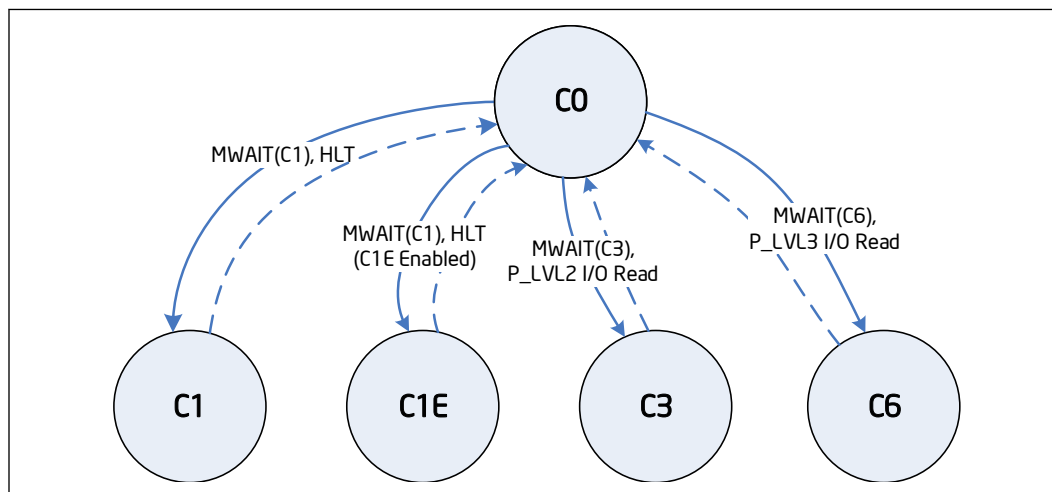 C0
MWAIT(C1), HLT
MWAIT(C1), HLT
(C1E Enabled)
MWAIT(C3),
P_LVL2 I/O Read
MWAIT(C6),
P_LVL3 I/O Read
C1
C1E
C3
C6